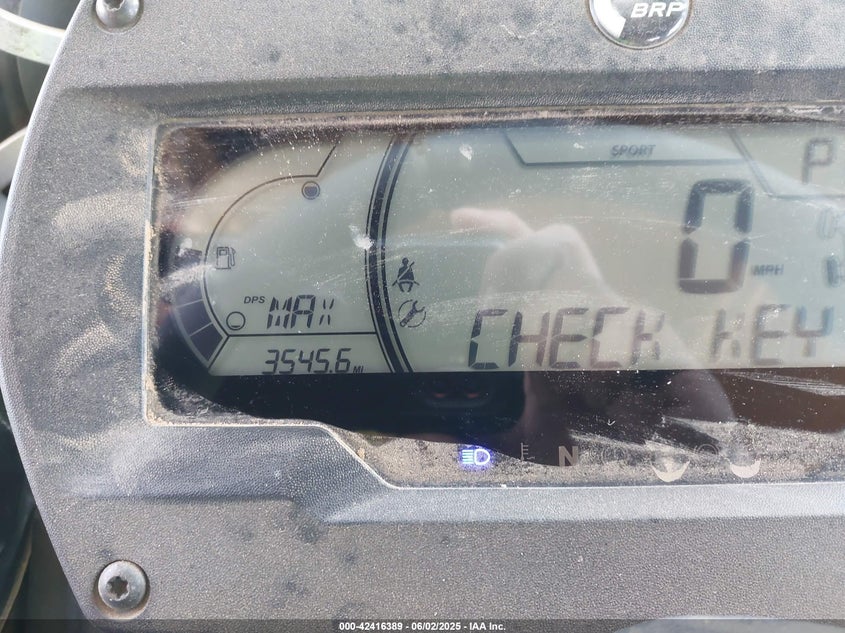 BRP
SPORT
P
0 MPH
DPS MAX
CHECK KEY
3545.6 MI
N
000-42416389 - 06/02/2025 - IAA Inc.